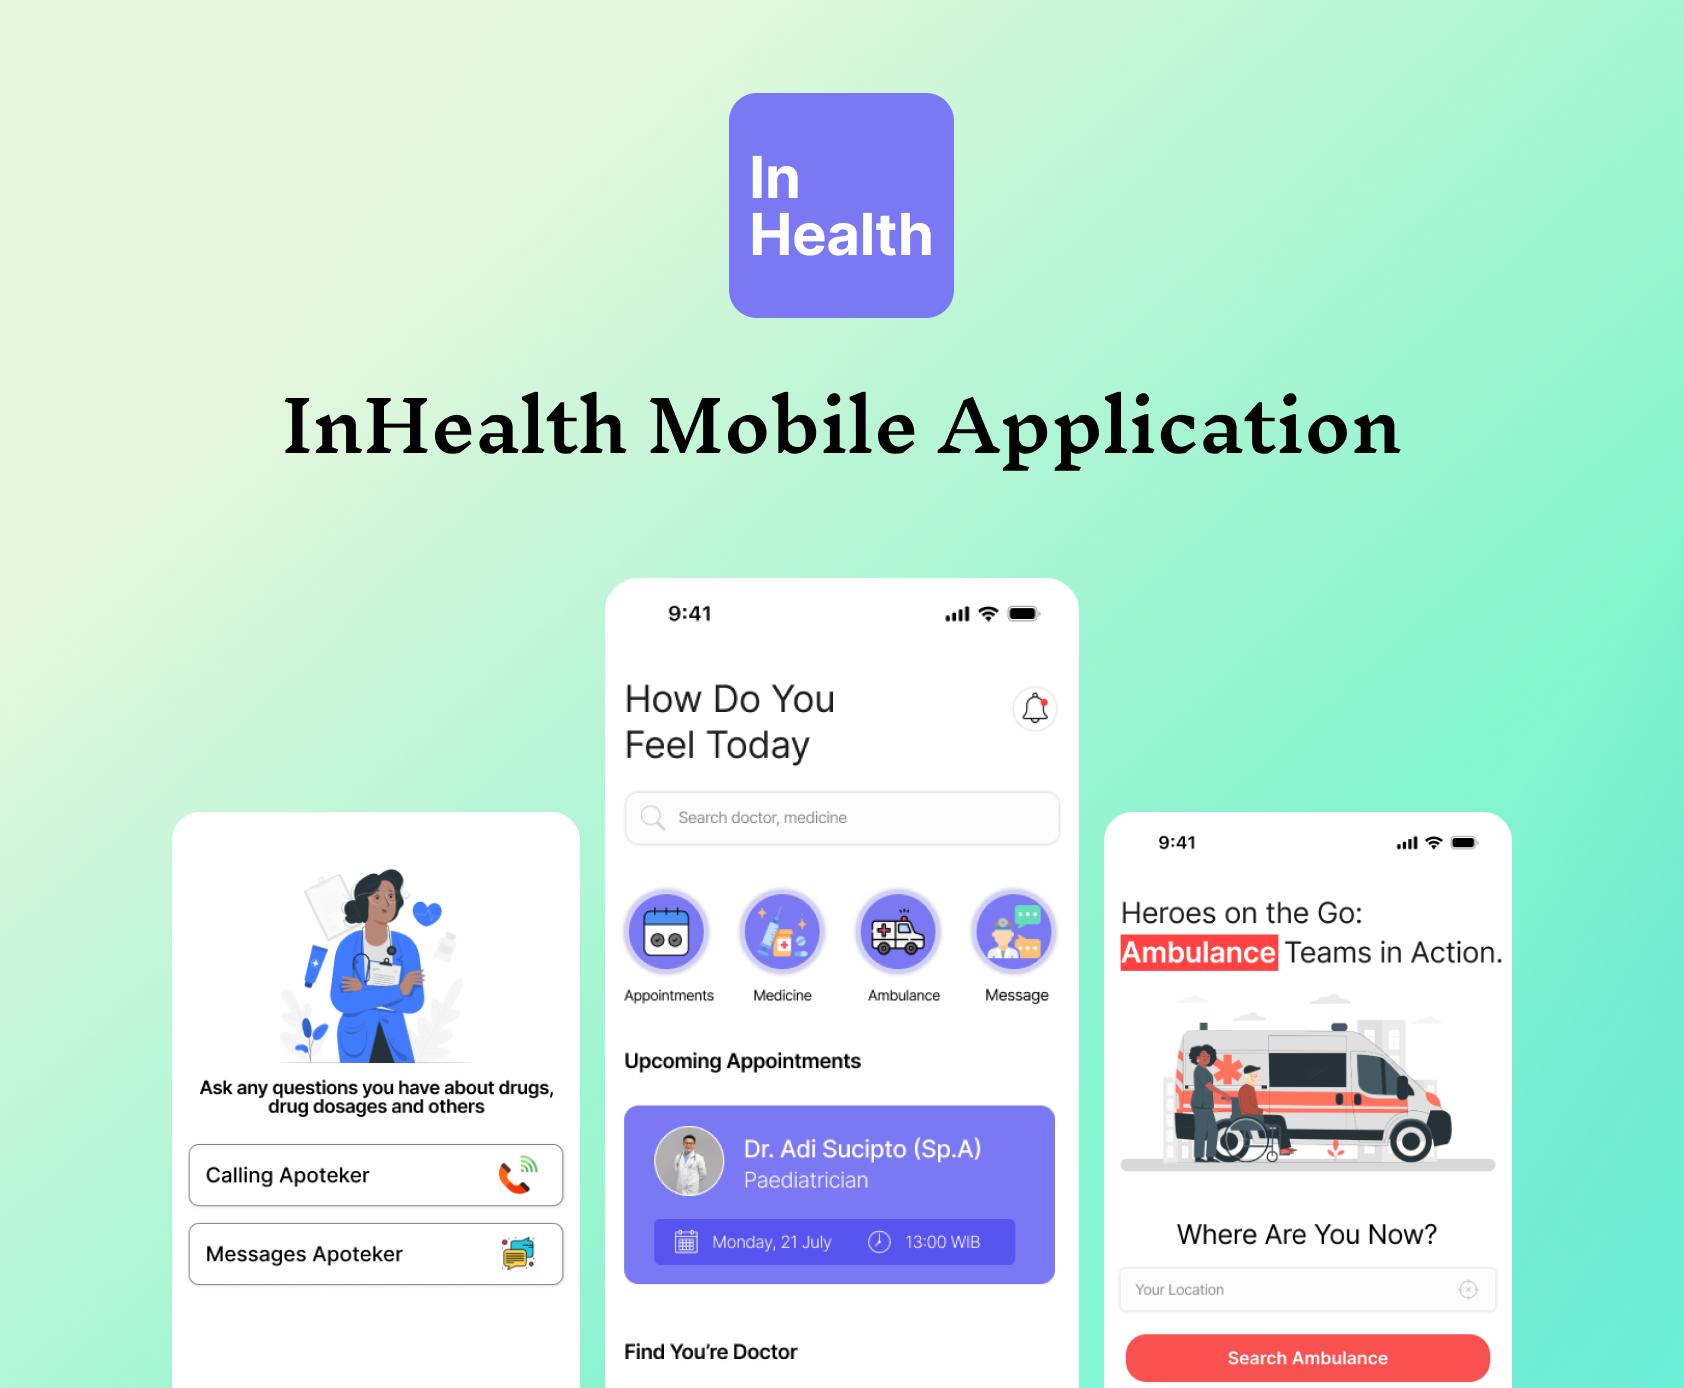 In
Health
InHealth Mobile Application
Ask any questions you have about drugs,
drug dosages and others
Calling Apoteker
Messages Apoteker
9:41
How Do You
Feel Today
Search doctor, medicine
Appointments
Medicine
Ambulance
Message
Upcoming Appointments
Dr. Adi Sucipto (Sp.A)
Paediatrician
Monday, 21 July
13:00 WIB
Find You're Doctor
9:41
Heroes on the Go:
Ambulance Teams in Action.
Where Are You Now?
Your Location
Search Ambulance